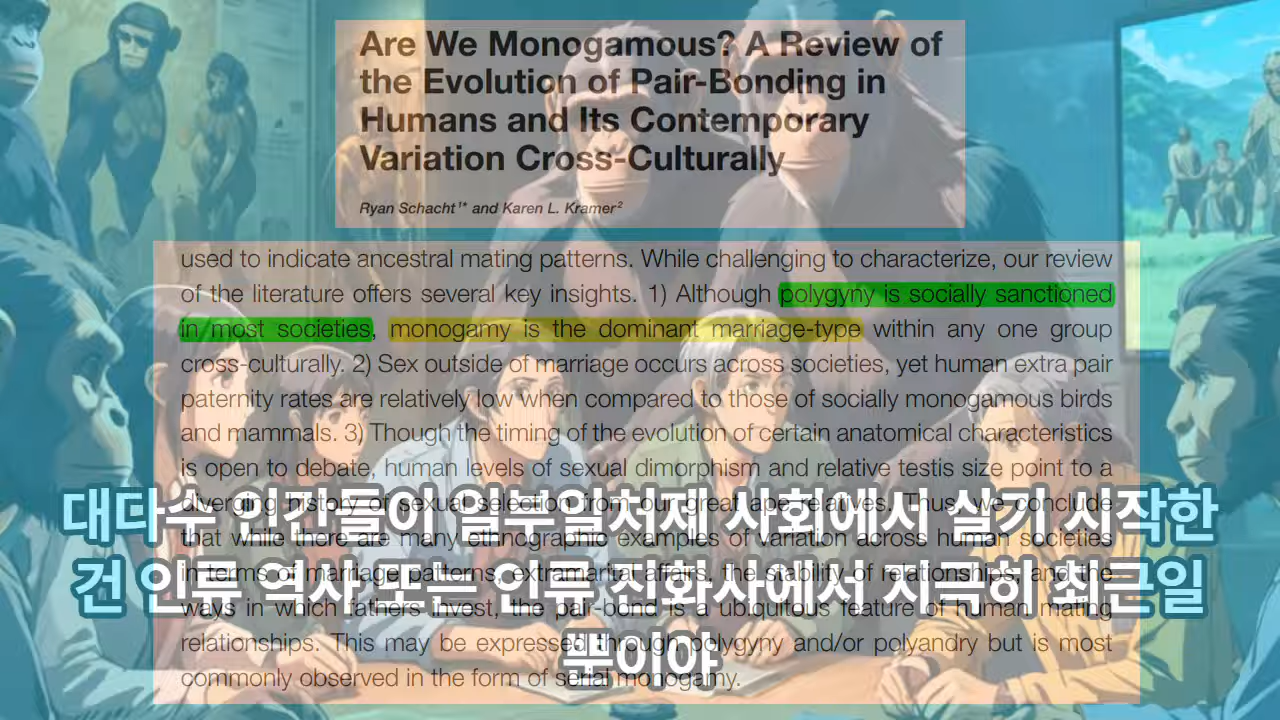 Are We Monogamous? A Review of
the Evolution of Pair-Bonding in
Humans and Its Contemporary
Variation Cross-Culturally
Ryan Schacht¹* and Karen L. Kramer²
used to indicate ancestral mating patterns. While challenging to characterize, our review
of the literature offers several key insights. 1) Although polygyny is socially sanctioned
in most societies, monogamy is the dominant marriage-type within any one group
cross-culturally. 2) Sex outside of marriage occurs across societies, yet human extra pair
paternity rates are relatively low when compared to those of socially monogamous birds
and mammals. 3) Though the timing of the evolution of certain anatomical characteristics
is open to debate, human levels of sexual dimorphism and relative testis size point to a
diverging history of sexual selection from our great ape relatives. Thus, we conclude
that while there are many ethnographic examples of variation across human societies
in terms of marriage patterns, extramarital affairs, the stability of relationships, and the
ways in which fathers invest, the pair-bond is a ubiquitous feature of human mating
relationships. This may be expressed through polygyny and/or polyandry but is most
commonly observed in the form of serial monogamy.
대다수 인간들이 일부일처제 사회에서 살기 시작한
건 인류 역사 또는 인류 진화사에서 지극히 최근일
뿐이야